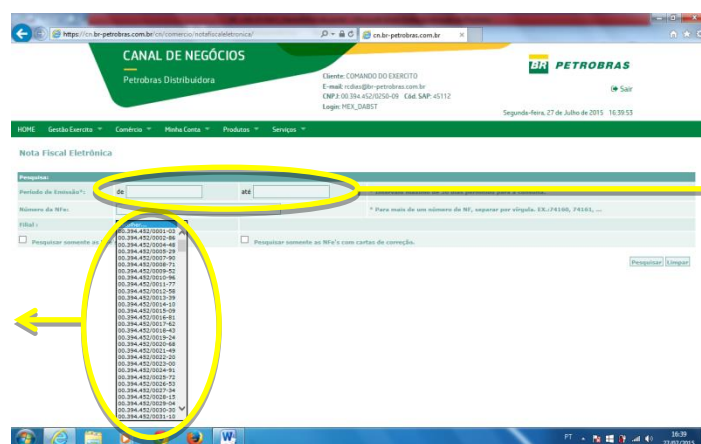 https://cn.br-petrobras.com.br/cn/comercio/notafiscaleletronica/
cn.br-petrobras.com.br
CANAL DE NEGÓCIOS
Petrobras Distribuidora
BR PETROBRAS
Cliente: COMANDO DO EXERCITO
E-mail: rcdias@br-petrobras.com.br
CNPJ: 00.394.452/0250-09 Cód. SAP: 45112
Login: MEX_DABST
Sair
Segunda-feira, 27 de Julho de 2015 16:39:53
HOME Gestão Exercito Comércio Minha Conta Produtos Serviços
Nota Fiscal Eletrônica
Pesquisa:
Período de Emissão*: de até
Número da NFe: * Para mais de um número de NF, separar por vírgula. EX.:74160, 74161, ...
Filial :
Pesquisar somente as Pesquisar somente as NFe's com cartas de correção.
00.394.452/0001-03
00.394.452/0002-86
00.394.452/0004-48
00.394.452/0005-29
00.394.452/0007-90
00.394.452/0008-71
00.394.452/0009-52
00.394.452/0010-96
00.394.452/0011-77
00.394.452/0012-58
00.394.452/0013-39
00.394.452/0014-10
00.394.452/0015-09
00.394.452/0016-81
00.394.452/0017-62
00.394.452/0018-43
00.394.452/0019-24
00.394.452/0020-68
00.394.452/0021-49
00.394.452/0022-20
00.394.452/0023-00
00.394.452/0024-91
00.394.452/0025-72
00.394.452/0026-53
00.394.452/0027-34
00.394.452/0028-15
00.394.452/0029-04
00.394.452/0030-30
00.394.452/0031-10
Pesquisar Limpar
PT 16:39
27/07/2015